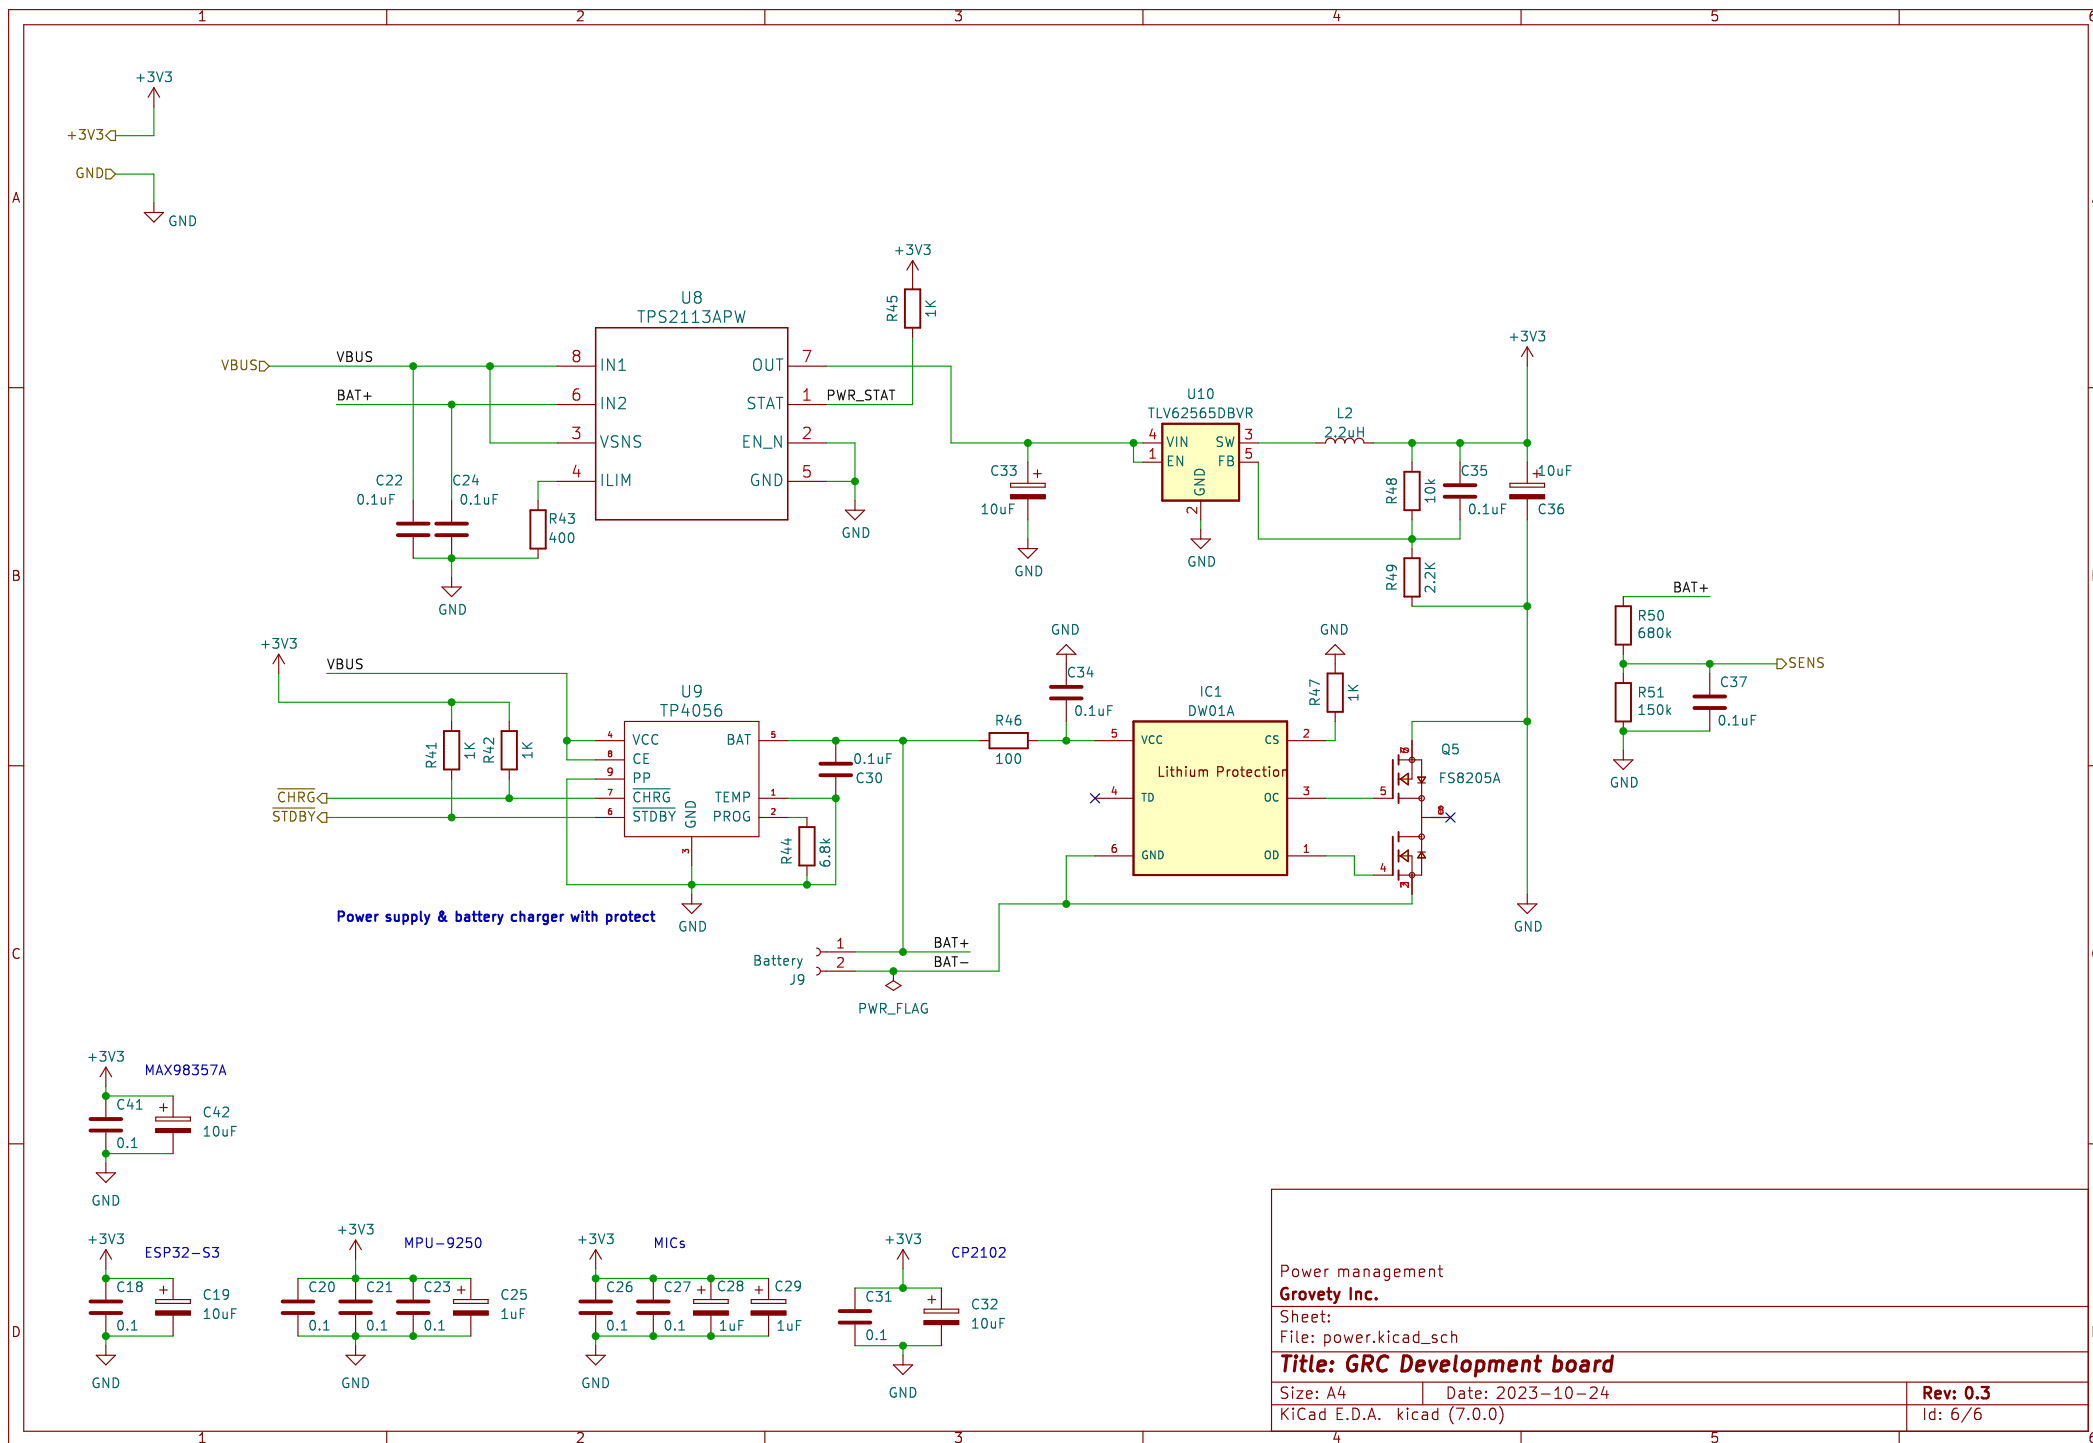 1 2 3 4 5 6
A
B
C
D
+3V3
+3V3
GND
GND
+3V3
R45
1K
U8
TPS2113APW
VBUS
VBUS
8 IN1
OUT 7
BAT+
6 IN2
STAT 1
PWR_STAT
3 VSNS
EN_N 2
4 ILIM
GND 5
C22
0.1uF
C24
0.1uF
R43
400
GND
GND
+3V3
U10
TLV62565DBVR
4 VIN
SW 3
1 EN
FB 5
GND
2
GND
L2
2.2uH
C33
+
10uF
GND
R48
10k
C35
0.1uF
+
10uF
C36
R49
2.2K
BAT+
R50
680k
SENS
R51
150k
C37
0.1uF
GND
+3V3
VBUS
U9
TP4056
R41
1K
R42
1K
4 VCC
BAT 5
8 CE
9 PP
7 CHRG
TEMP 1
6 STDBY
PROG 2
GND
3
CHRG
STDBY
0.1uF
C30
R44
6.8k
GND
Power supply & battery charger with protect
R46
100
GND
C34
0.1uF
IC1
DW01A
GND
R47
1K
5 VCC
CS 2
Lithium Protection
4 TD
OC 3
6 GND
OD 1
Q5
FS8205A
5
4
GND
Battery
J9
1
2
BAT+
BAT-
PWR_FLAG
+3V3
MAX98357A
C41
0.1
+
C42
10uF
GND
+3V3
ESP32-S3
C18
0.1
+
C19
10uF
GND
+3V3
MPU-9250
C20
0.1
C21
0.1
C23
0.1
+
C25
1uF
GND
+3V3
MICs
C26
0.1
C27
0.1
+
C28
1uF
+
C29
1uF
GND
+3V3
CP2102
C31
0.1
+
C32
10uF
GND
Power management
Grovety Inc.
Sheet:
File: power.kicad_sch
Title: GRC Development board
Size: A4
Date: 2023-10-24
Rev: 0.3
KiCad E.D.A. kicad (7.0.0)
Id: 6/6
1 2 3 4 5 6